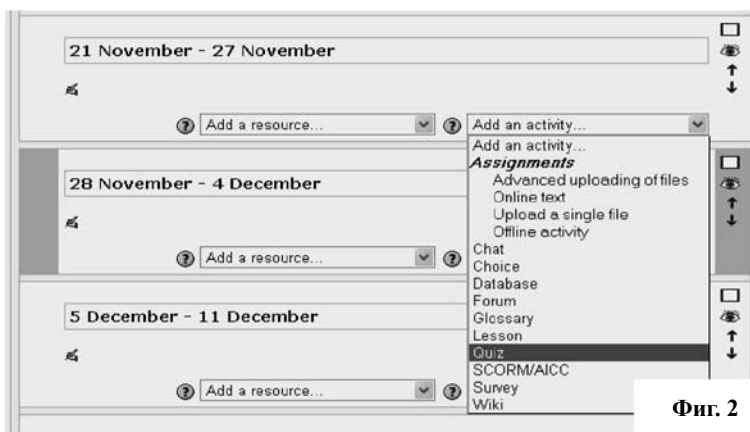 21 November - 27 November
Add a resource...
Add an activity...
Add an activity...
Assignments
Advanced uploading of files
Online text
Upload a single file
Offline activity
Chat
Choice
Database
Forum
Glossary
Lesson
Quiz
SCORM/AICC
Survey
Wiki
28 November - 4 December
Add a resource...
5 December - 11 December
Add a resource...
Фиг. 2